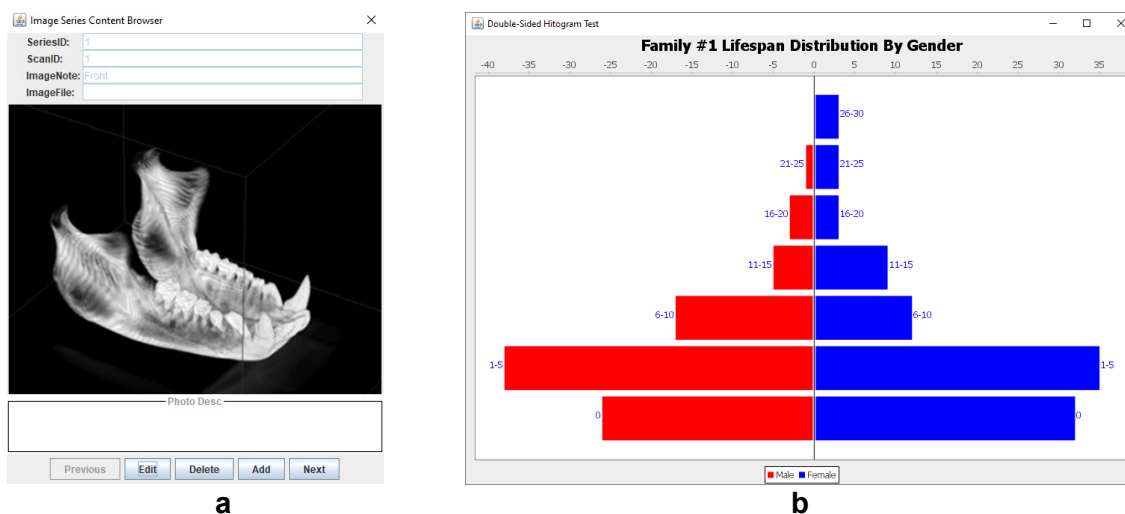 Image Series Content Browser
SeriesID: 1
ScanID: 1
ImageNote: Front
ImageFile:
Photo Desc
Previous Edit Delete Add Next
a
Double-Sided Hitogram Test
Family #1 Lifespan Distribution By Gender
-40 -35 -30 -25 -20 -15 -10 -5 0 5 10 15 20 25 30 35
26-30
21-25 21-25
16-20 16-20
11-15 11-15
6-10 6-10
1-5 1-5
0 0
Male Female
b